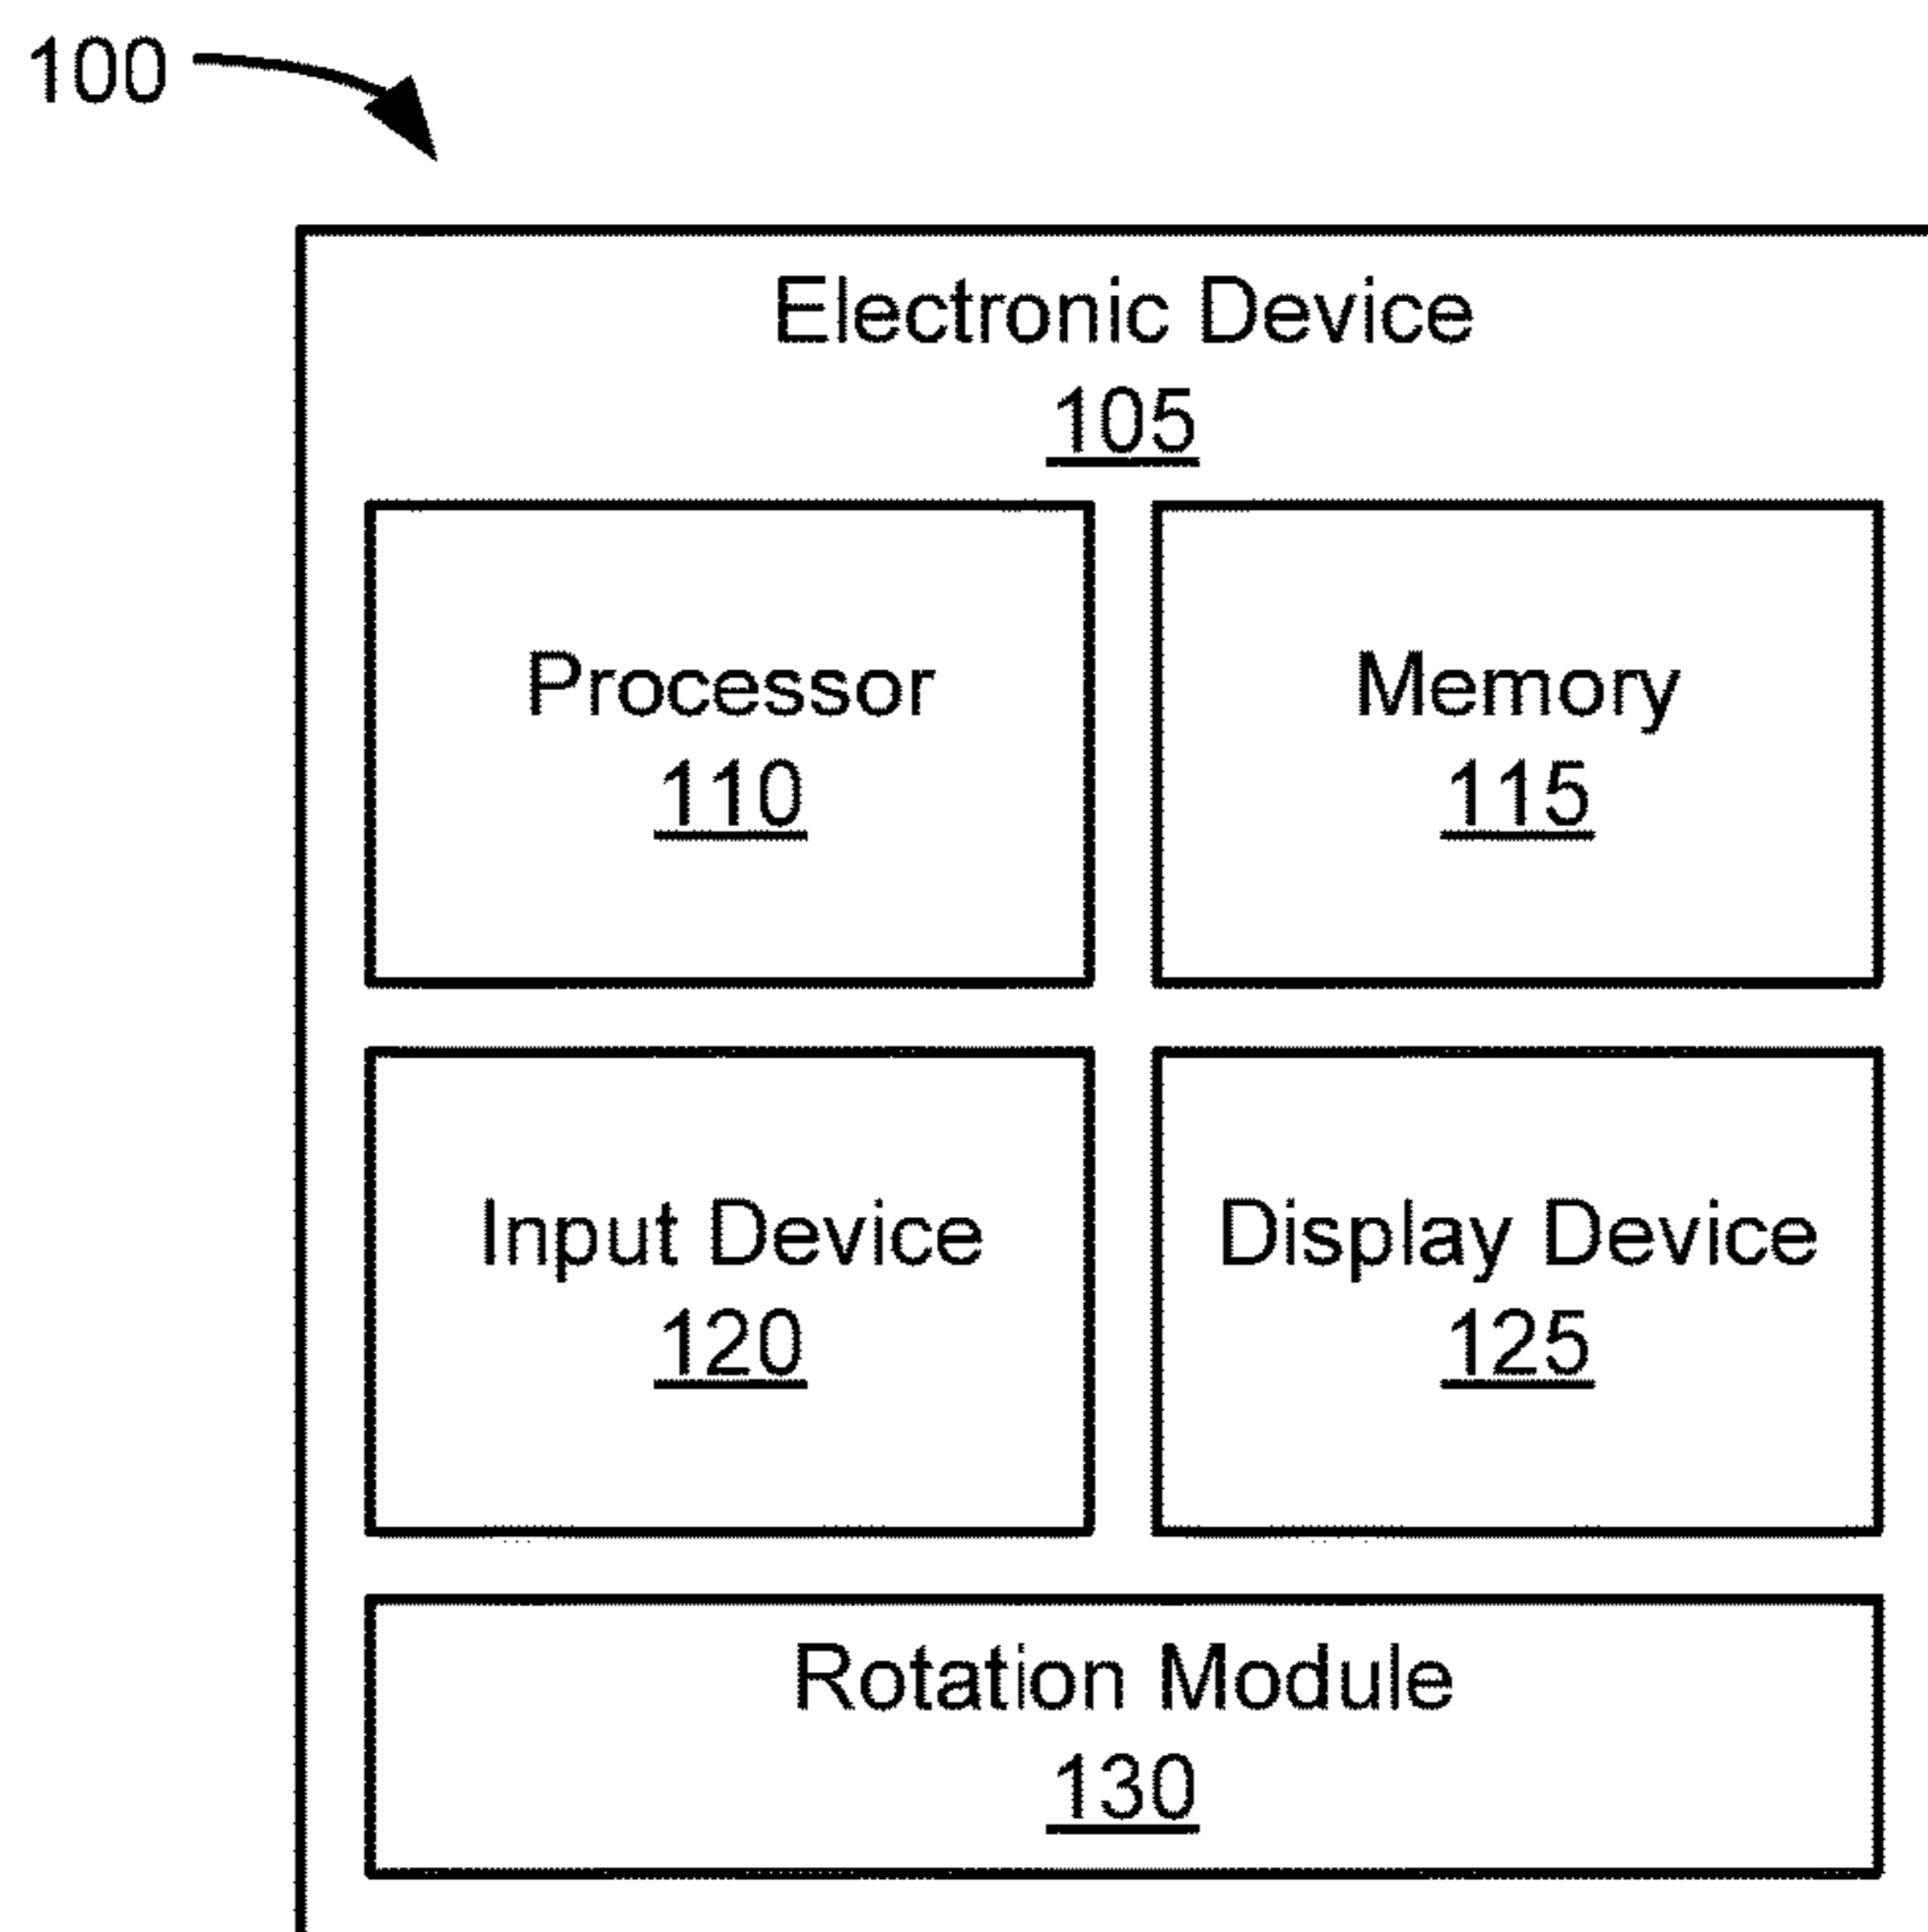 100
Electronic Device
105
Processor
110
Memory
115
Input Device
120
Display Device
125
Rotation Module
130